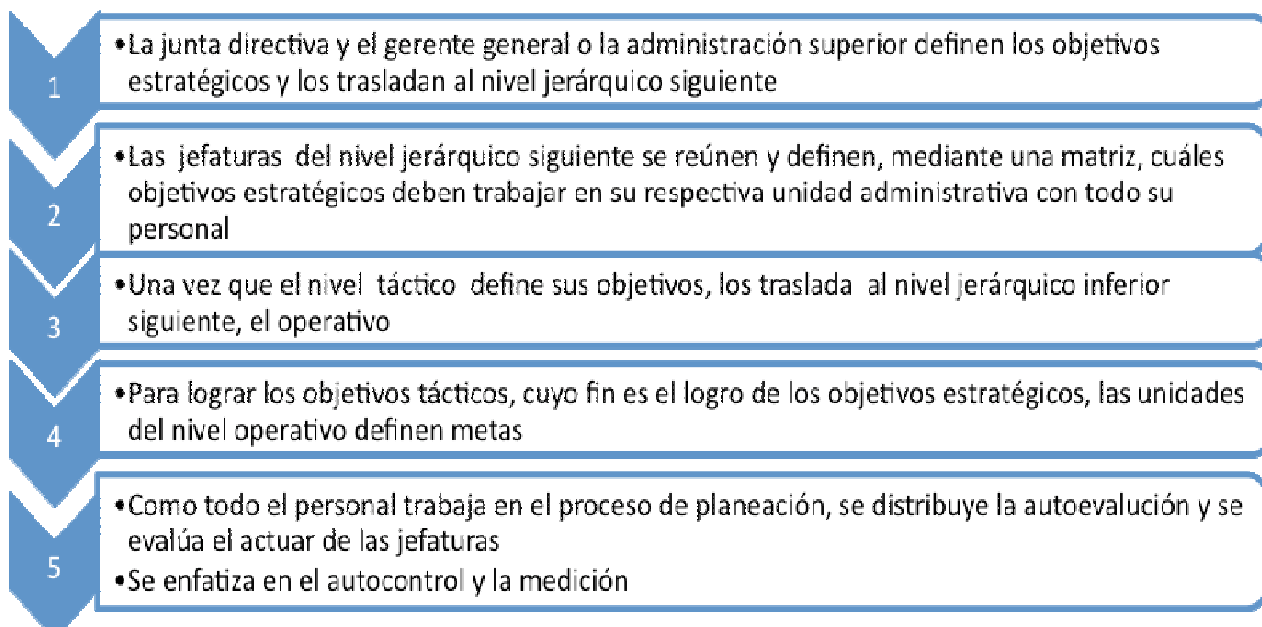 1
•La junta directiva y el gerente general o la administración superior definen los objetivos
estratégicos y los trasladan al nivel jerárquico siguiente
2
•Las jefaturas del nivel jerárquico siguiente se reúnen y definen, mediante una matriz, cuáles
objetivos estratégicos deben trabajar en su respectiva unidad administrativa con todo su
personal
3
•Una vez que el nivel táctico define sus objetivos, los traslada al nivel jerárquico inferior
siguiente, el operativo
4
•Para lograr los objetivos tácticos, cuyo fin es el logro de los objetivos estratégicos, las unidades
del nivel operativo definen metas
5
•Como todo el personal trabaja en el proceso de planeación, se distribuye la autoevalución y se
evalúa el actuar de las jefaturas
•Se enfatiza en el autocontrol y la medición